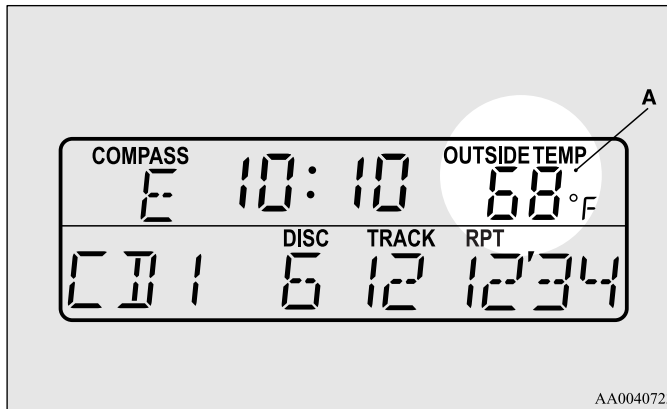 A
COMPASS OUTSIDE TEMP
E 10:10 68°F
DISC TRACK RPT
CD1 6 12 12'34
AA004072